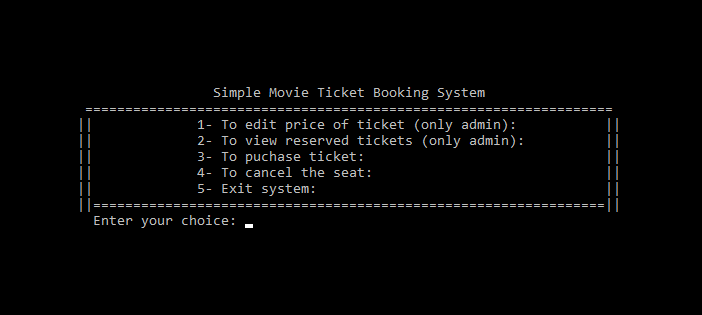 Simple Movie Ticket Booking System
==================================================================
|| 1- To edit price of ticket (only admin): ||
|| 2- To view reserved tickets (only admin): ||
|| 3- To puchase ticket: ||
|| 4- To cancel the seat: ||
|| 5- Exit system: ||
||================================================================||
Enter your choice: